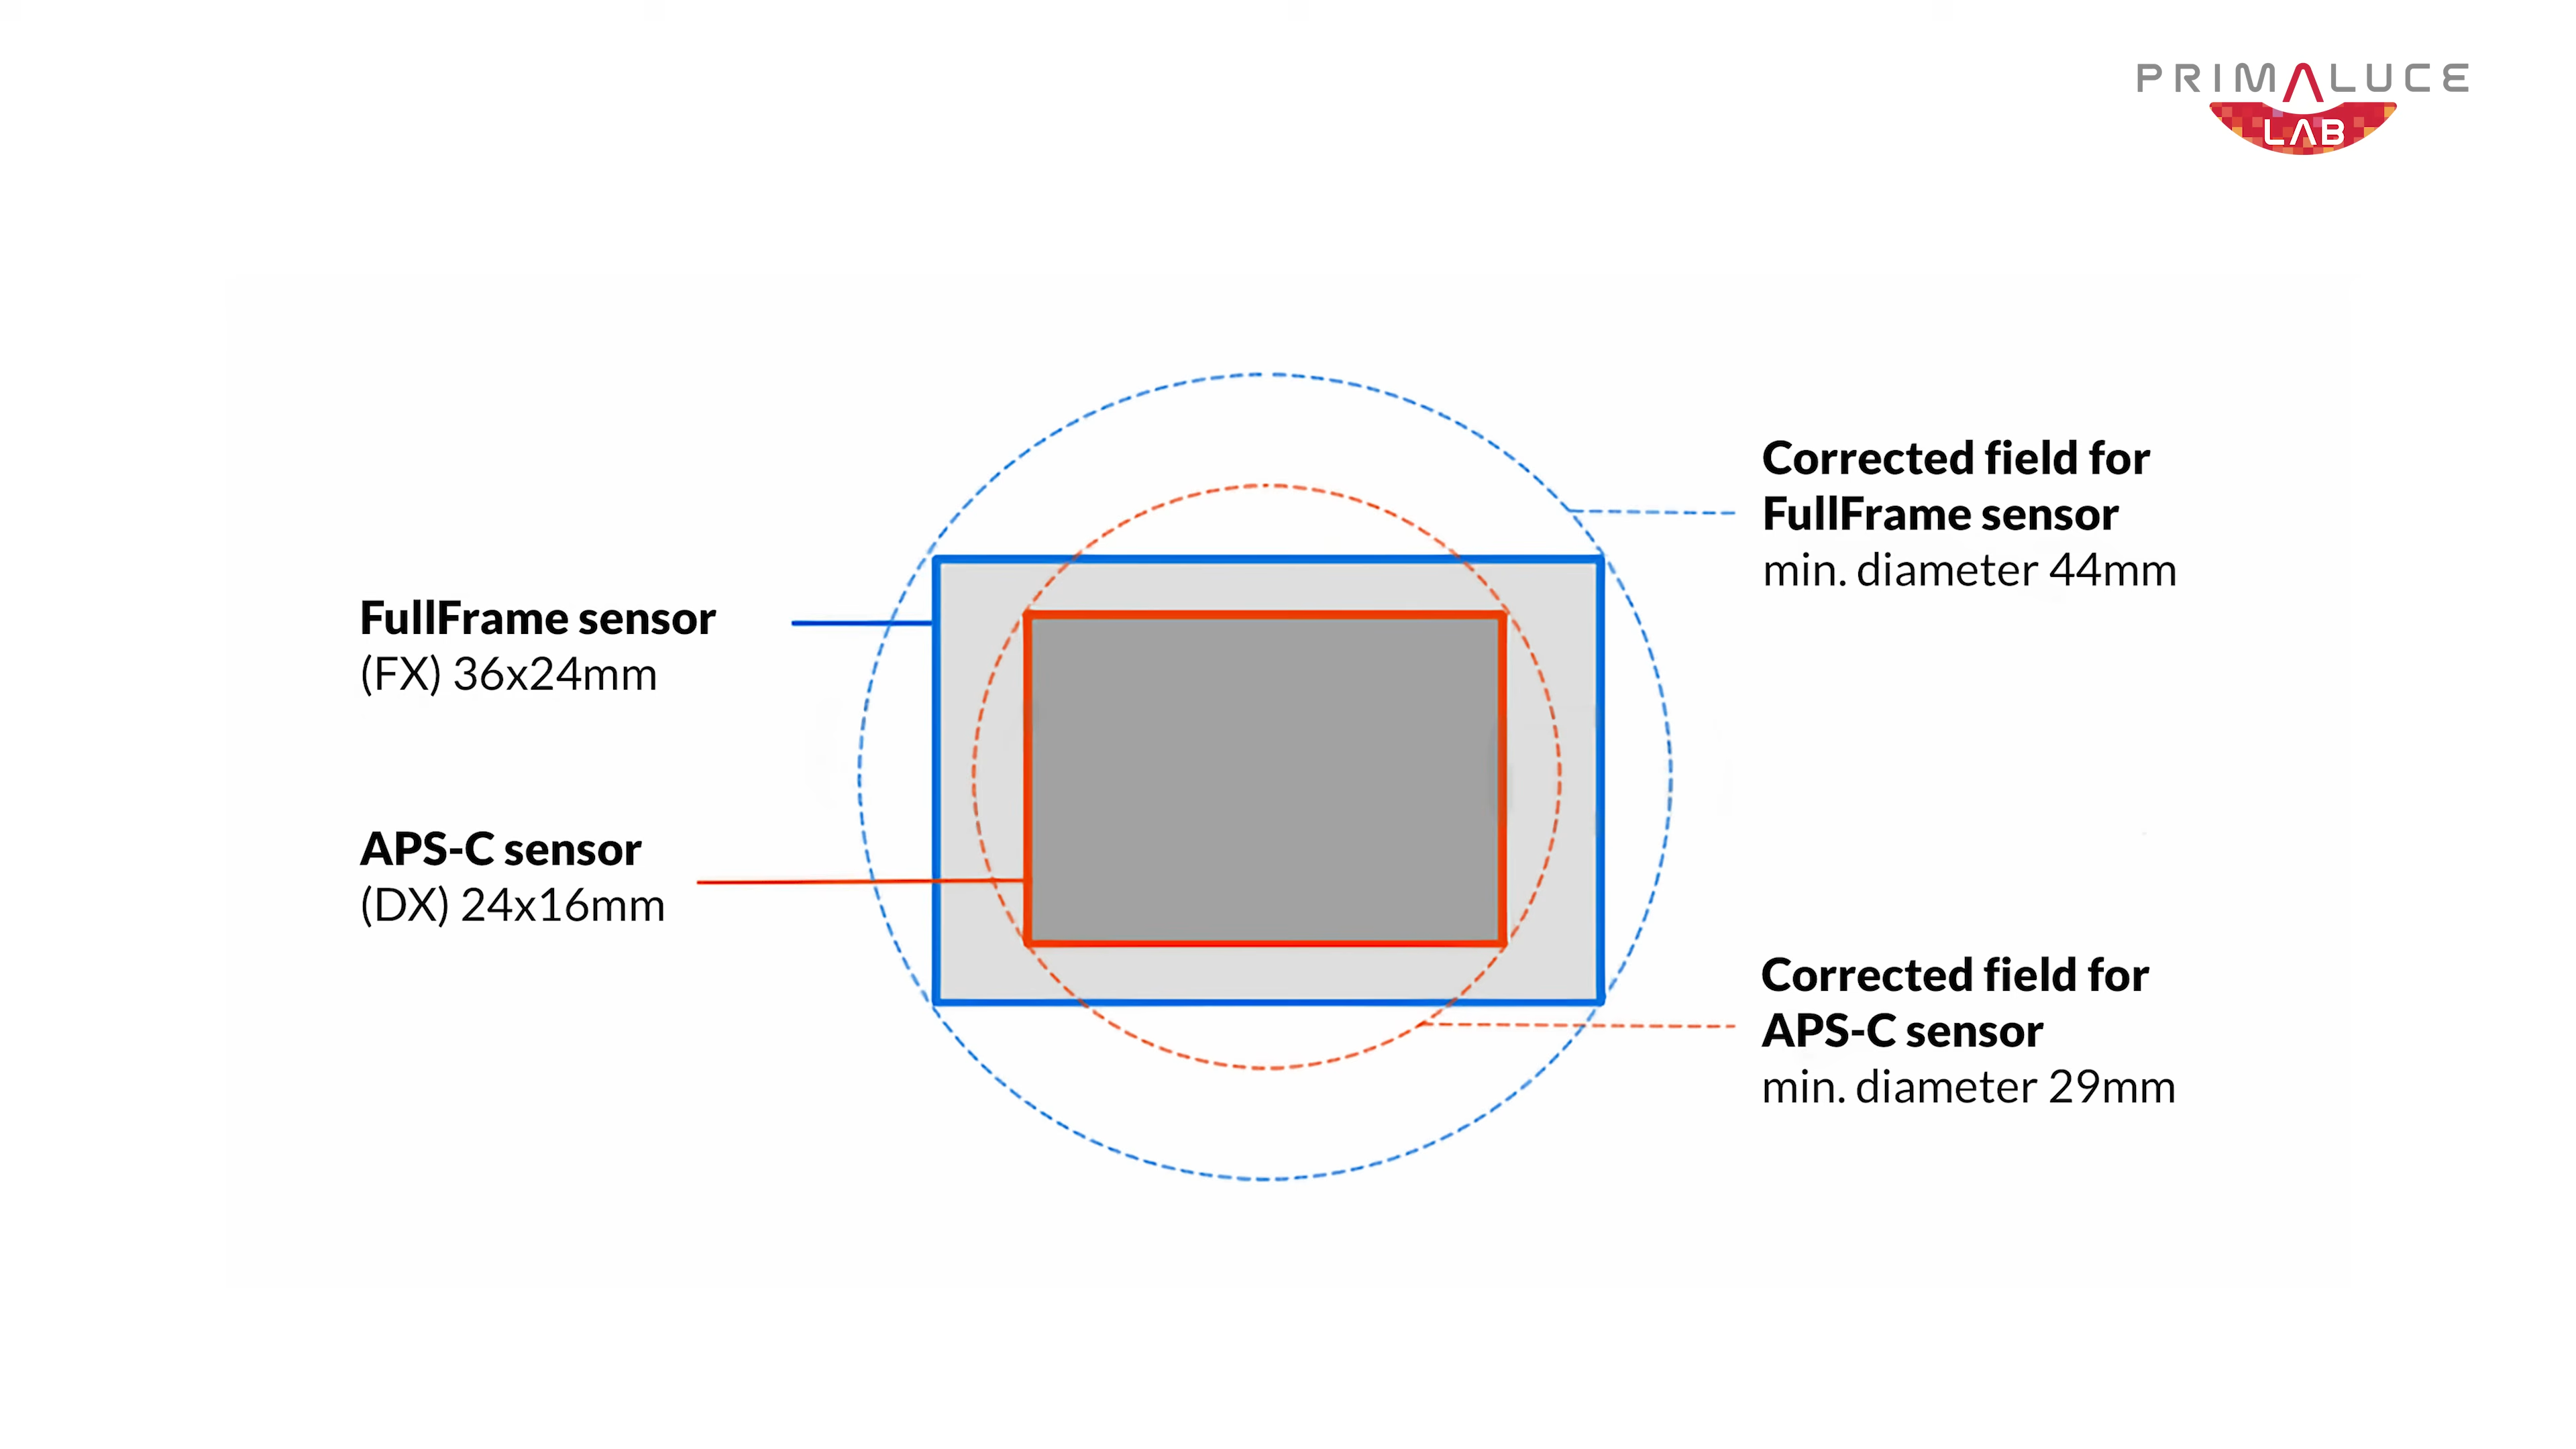 PRIMALUCE
LAB
FullFrame sensor
(FX) 36x24mm
APS-C sensor
(DX) 24x16mm
Corrected field for
FullFrame sensor
min. diameter 44mm
Corrected field for
APS-C sensor
min. diameter 29mm